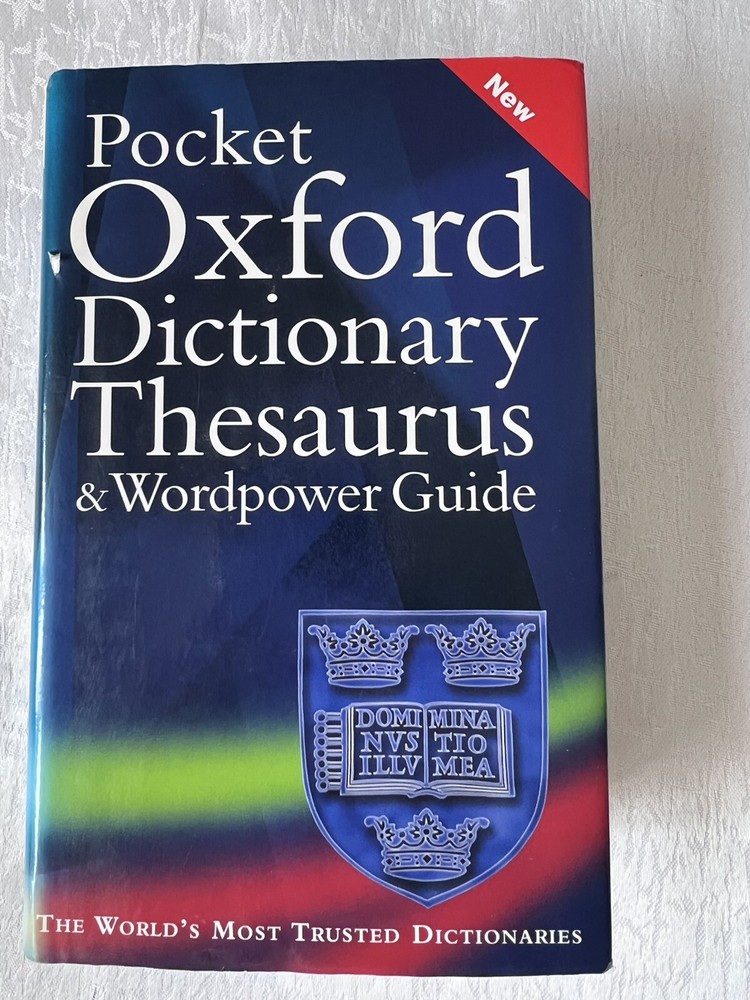 New
Pocket
Oxford
Dictionary
Thesaurus
& Wordpower Guide
DOMI MINA
NVS TIO
ILLV MEA
THE WORLD'S MOST TRUSTED DICTIONARIES